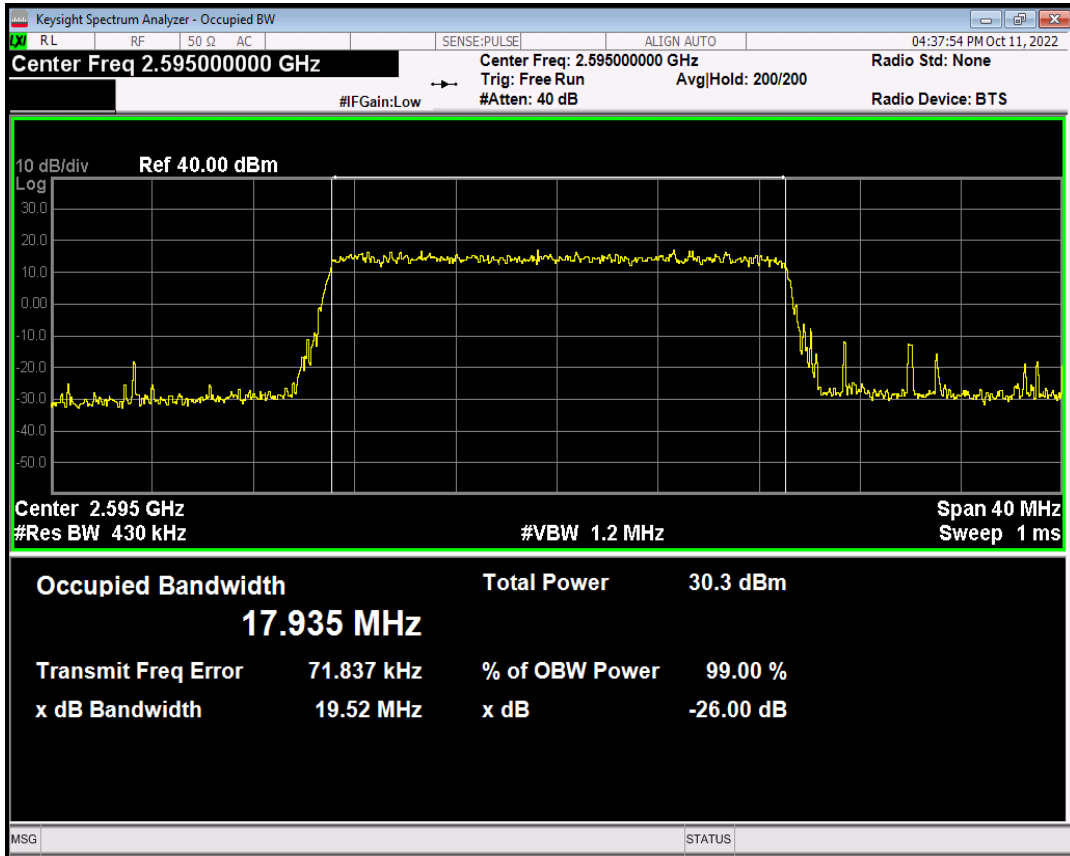 Keysight Spectrum Analyzer - Occupied BW
LXI RL RF 50 Ω AC SENSE:PULSE ALIGN AUTO 04:37:54 PM Oct 11, 2022
Center Freq 2.595000000 GHz
Center Freq: 2.595000000 GHz Radio Std: None
Trig: Free Run Avg|Hold: 200/200
#IFGain:Low #Atten: 40 dB Radio Device: BTS
10 dB/div Ref 40.00 dBm
Log
30.0
20.0
10.0
0.00
-10.0
-20.0
-30.0
-40.0
-50.0
Center 2.595 GHz Span 40 MHz
#Res BW 430 kHz #VBW 1.2 MHz Sweep 1 ms
Occupied Bandwidth Total Power 30.3 dBm
17.935 MHz
Transmit Freq Error 71.837 kHz % of OBW Power 99.00 %
x dB Bandwidth 19.52 MHz x dB -26.00 dB
MSG STATUS